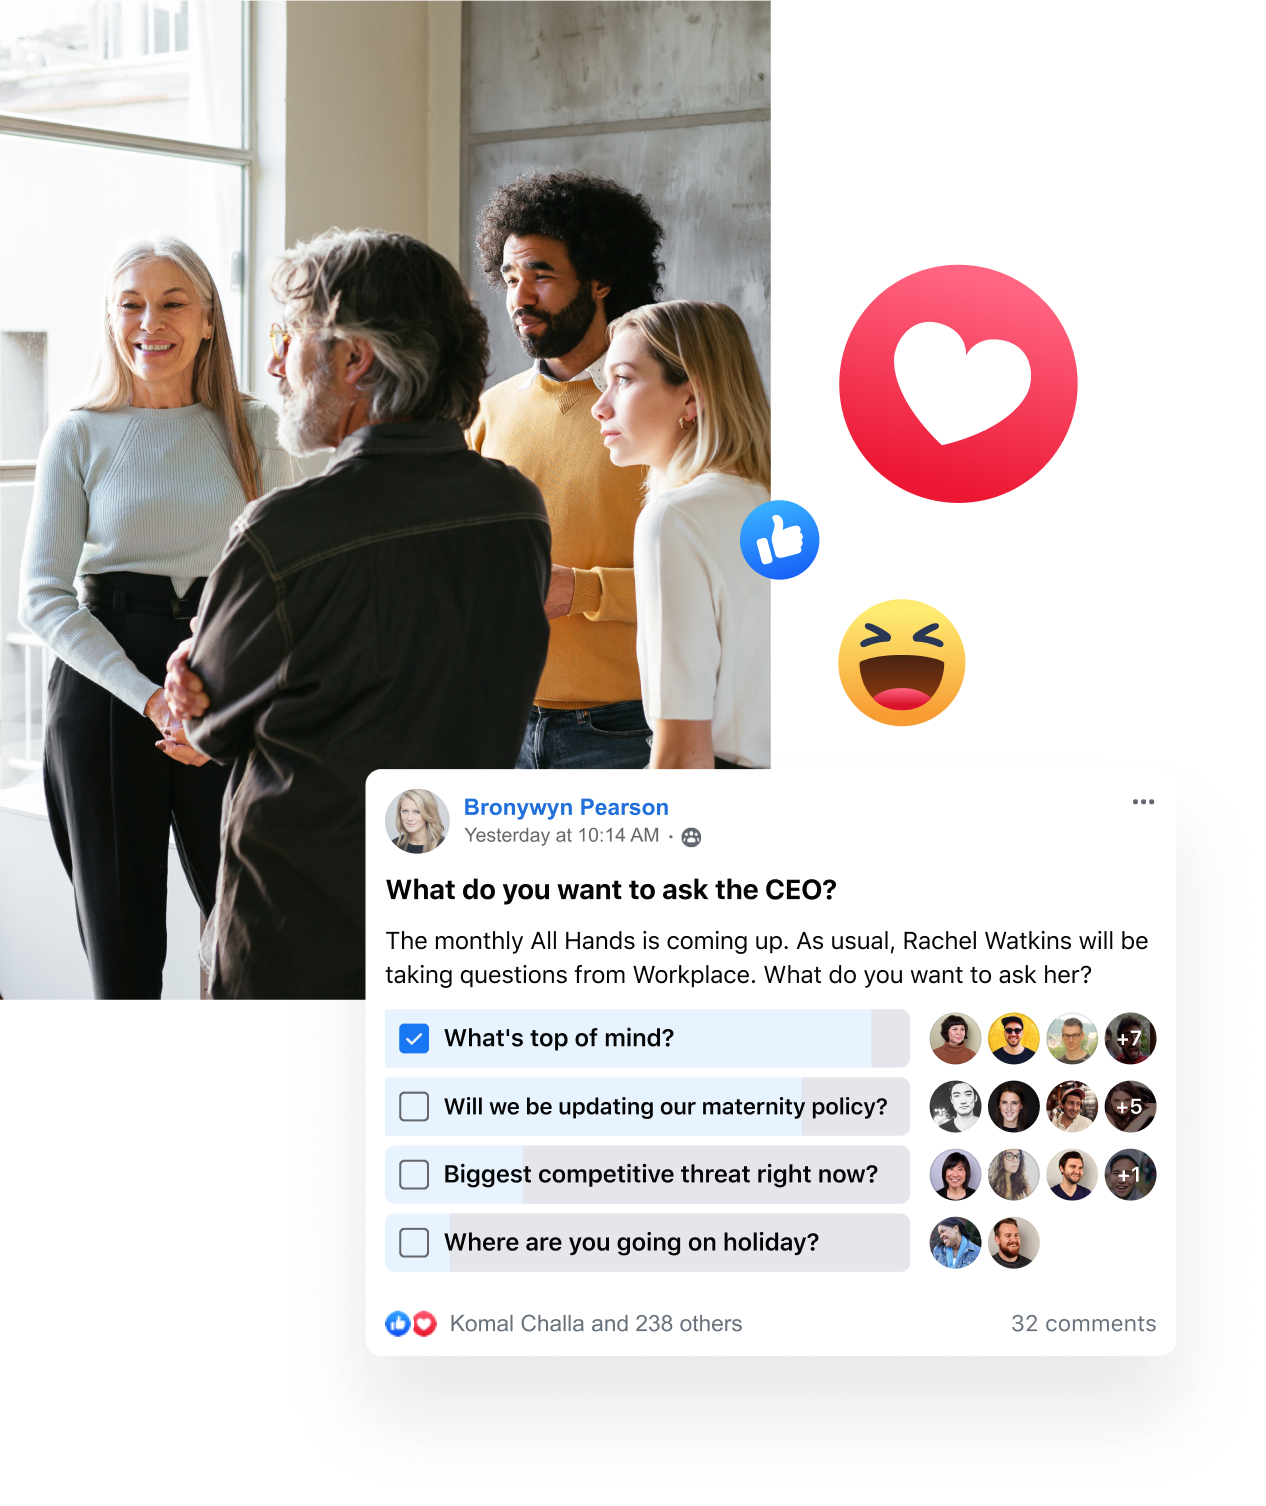 Bronywyn Pearson
Yesterday at 10:14 AM ·
What do you want to ask the CEO?
The monthly All Hands is coming up. As usual, Rachel Watkins will be
taking questions from Workplace. What do you want to ask her?
What's top of mind?
+7
Will we be updating our maternity policy?
+5
Biggest competitive threat right now?
+1
Where are you going on holiday?
Komal Challa and 238 others
32 comments